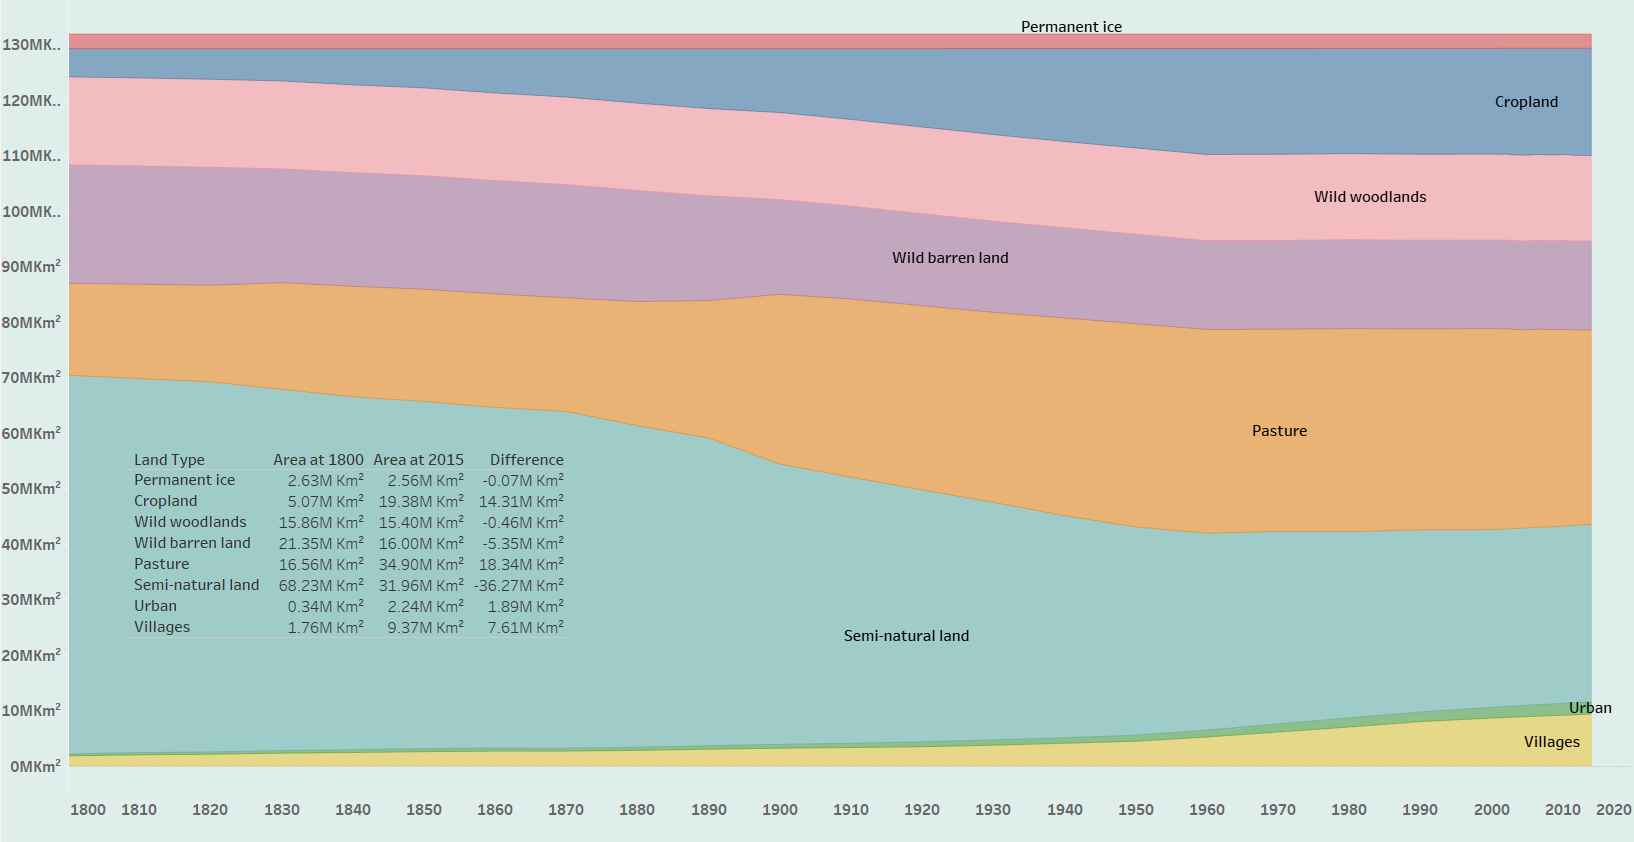 Permanent ice
130MK..
120MK..
Cropland
110MK..
Wild woodlands
100MK..
Wild barren land
90MKm²
80MKm²
70MKm²
Pasture
60MKm²
Land Type Area at 1800 Area at 2015 Difference
Permanent ice 2.63M Km² 2.56M Km² -0.07M Km²
Cropland 5.07M Km² 19.38M Km² 14.31M Km²
Wild woodlands 15.86M Km² 15.40M Km² -0.46M Km²
Wild barren land 21.35M Km² 16.00M Km² -5.35M Km²
Pasture 16.56M Km² 34.90M Km² 18.34M Km²
Semi-natural land 68.23M Km² 31.96M Km² -36.27M Km²
Urban 0.34M Km² 2.24M Km² 1.89M Km²
Villages 1.76M Km² 9.37M Km² 7.61M Km²
50MKm²
40MKm²
30MKm²
Semi-natural land
20MKm²
10MKm²
Urban
Villages
0MKm²
1800 1810 1820 1830 1840 1850 1860 1870 1880 1890 1900 1910 1920 1930 1940 1950 1960 1970 1980 1990 2000 2010 2020